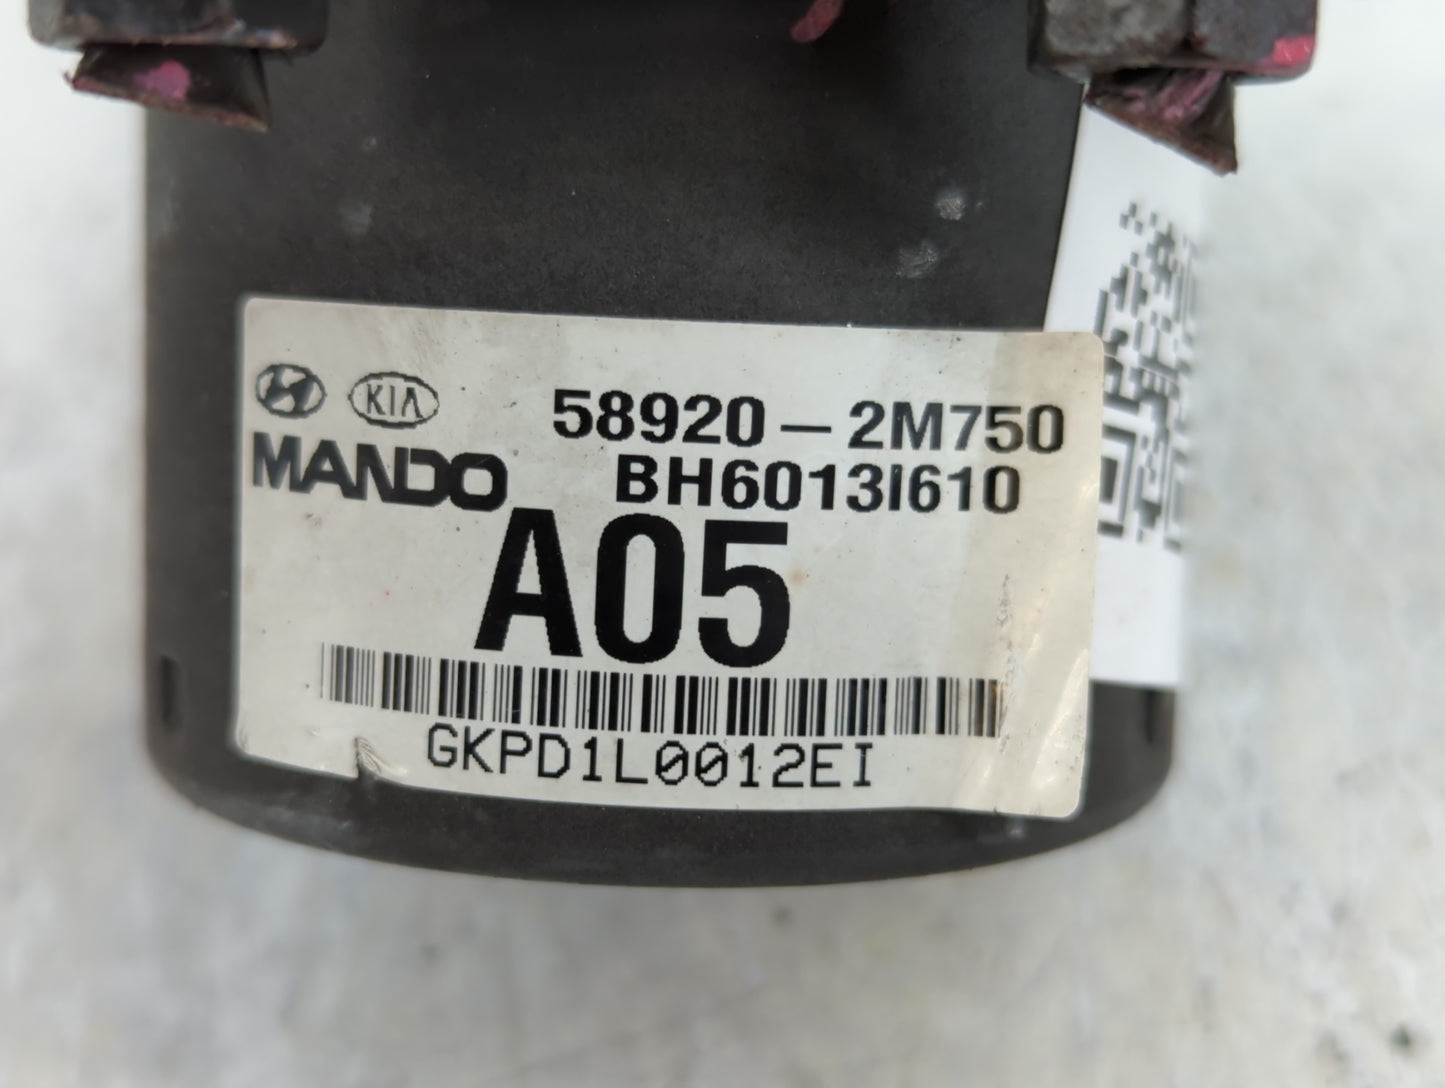 KIA
58920-2M750
MANDO
BH6013I610
A05
GKPD1L0012EI